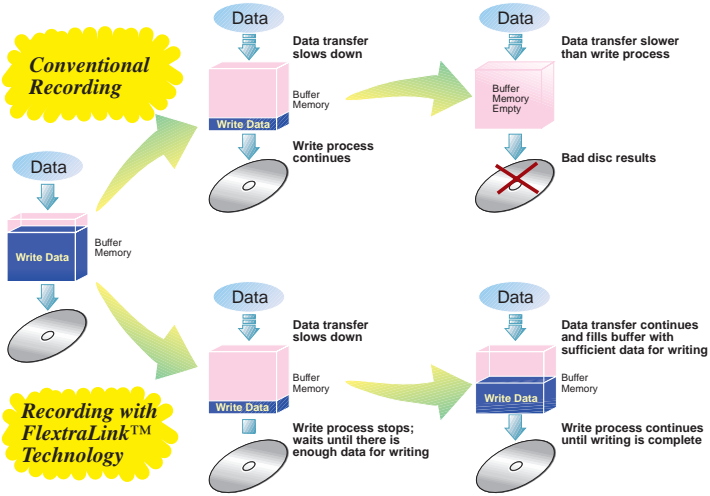 Conventional
Recording
Data
Data transfer
slows down
Buffer
Memory
Write Data
Write process
continues
Data
Data transfer slower
than write process
Buffer
Memory
Empty
Bad disc results
Data
Write Data
Buffer
Memory
Recording with
FlextraLink™
Technology
Data
Data transfer
slows down
Buffer
Memory
Write Data
Write process stops;
waits until there is
enough data for writing
Data
Data transfer continues
and fills buffer with
sufficient data for writing
Buffer
Memory
Write Data
Write process continues
until writing is complete